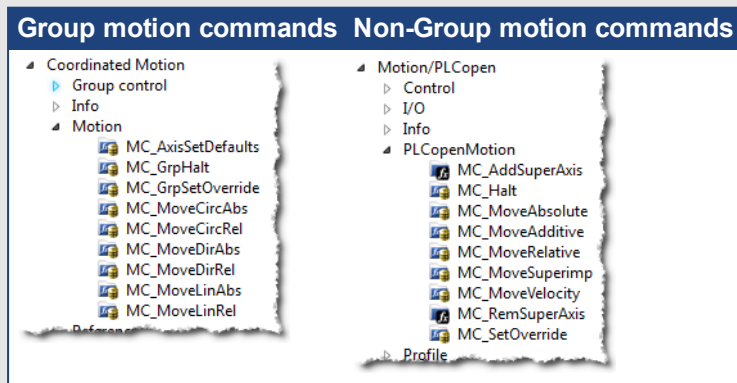 Group motion commands Non-Group motion commands
Coordinated Motion
Group control
Info
Motion
MC_AxisSetDefaults
MC_GrpHalt
MC_GrpSetOverride
MC_MoveCircAbs
MC_MoveCircRel
MC_MoveDirAbs
MC_MoveDirRel
MC_MoveLinAbs
MC_MoveLinRel
Motion/PLCopen
Control
I/O
Info
PLCopenMotion
MC_AddSuperAxis
MC_Halt
MC_MoveAbsolute
MC_MoveAdditive
MC_MoveRelative
MC_MoveSuperimp
MC_MoveVelocity
MC_RemSuperAxis
MC_SetOverride
Profile